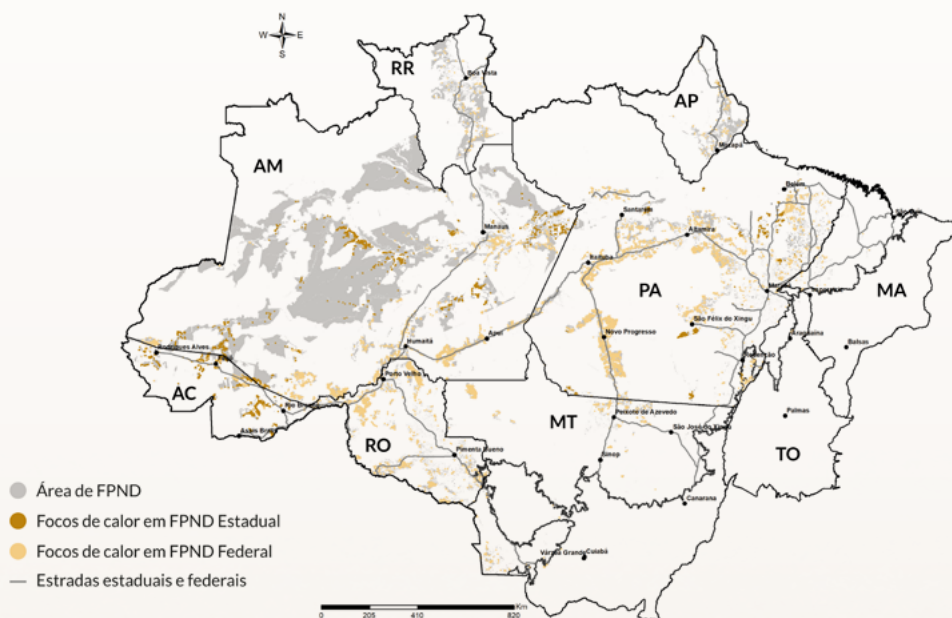 N
W E
S
RR
Boa Vista
AP
Macapá
AM
Belém
Santarém
Manaus
Altamira
Itaituba
PA
MA
São Félix do Xingu
Novo Progresso
Apuí
Humaitá
Araguaína
Balsas
Rodrigues Alves
Porto Velho
AC
Rio Branco
Assis Brasil
Peixoto de Azevedo
MT
São José do Xingu
Palmas
RO
Pimenta Bueno
Sinop
TO
Canarana
Várzea Grande Cuiabá
Área de FPND
Focos de calor em FPND Estadual
Focos de calor em FPND Federal
Estradas estaduais e federais
Km
0 205 410 820